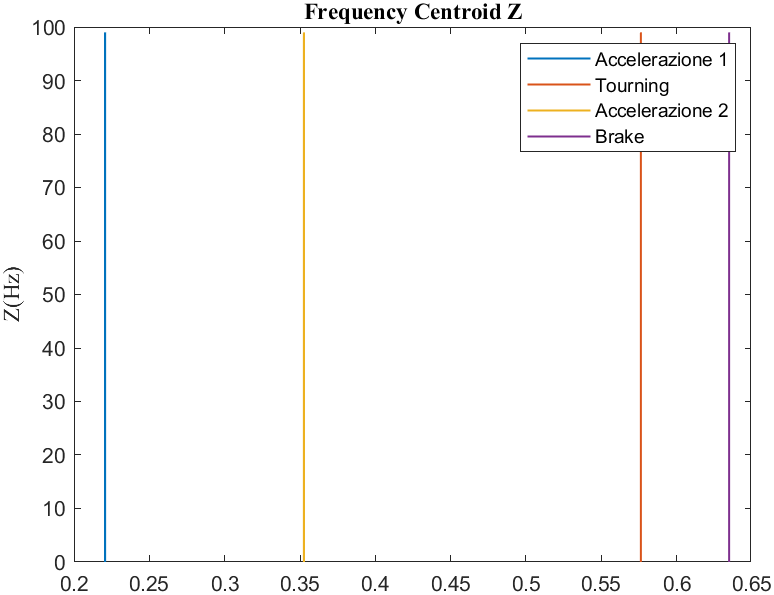 Frequency Centroid Z
100
90
80
70
60
50
40
30
20
10
0
Z(Hz)
Accelerazione 1
Tourning
Accelerazione 2
Brake
0.2 0.25 0.3 0.35 0.4 0.45 0.5 0.55 0.6 0.65